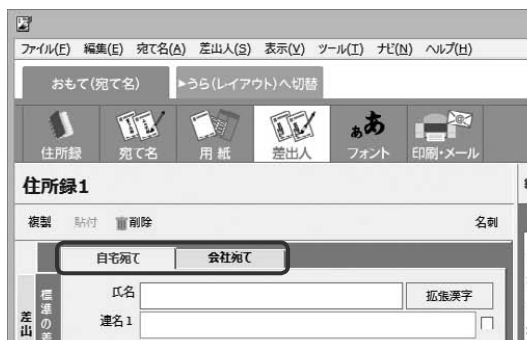 ファイル(F) 編集(E) 宛て名(A) 差出人(S) 表示(V) ツール(T) ナビ(N) ヘルプ(H)
おもて(宛て名) ▶うら(レイアウト)へ切替
住所録 宛て名 用紙 差出人 ぁあ フォント 印刷・メール
住所録1
複製 貼付 削除 名刺
自宅宛て 会社宛て
氏名 拡張漢字
連名1
差出
標準の差